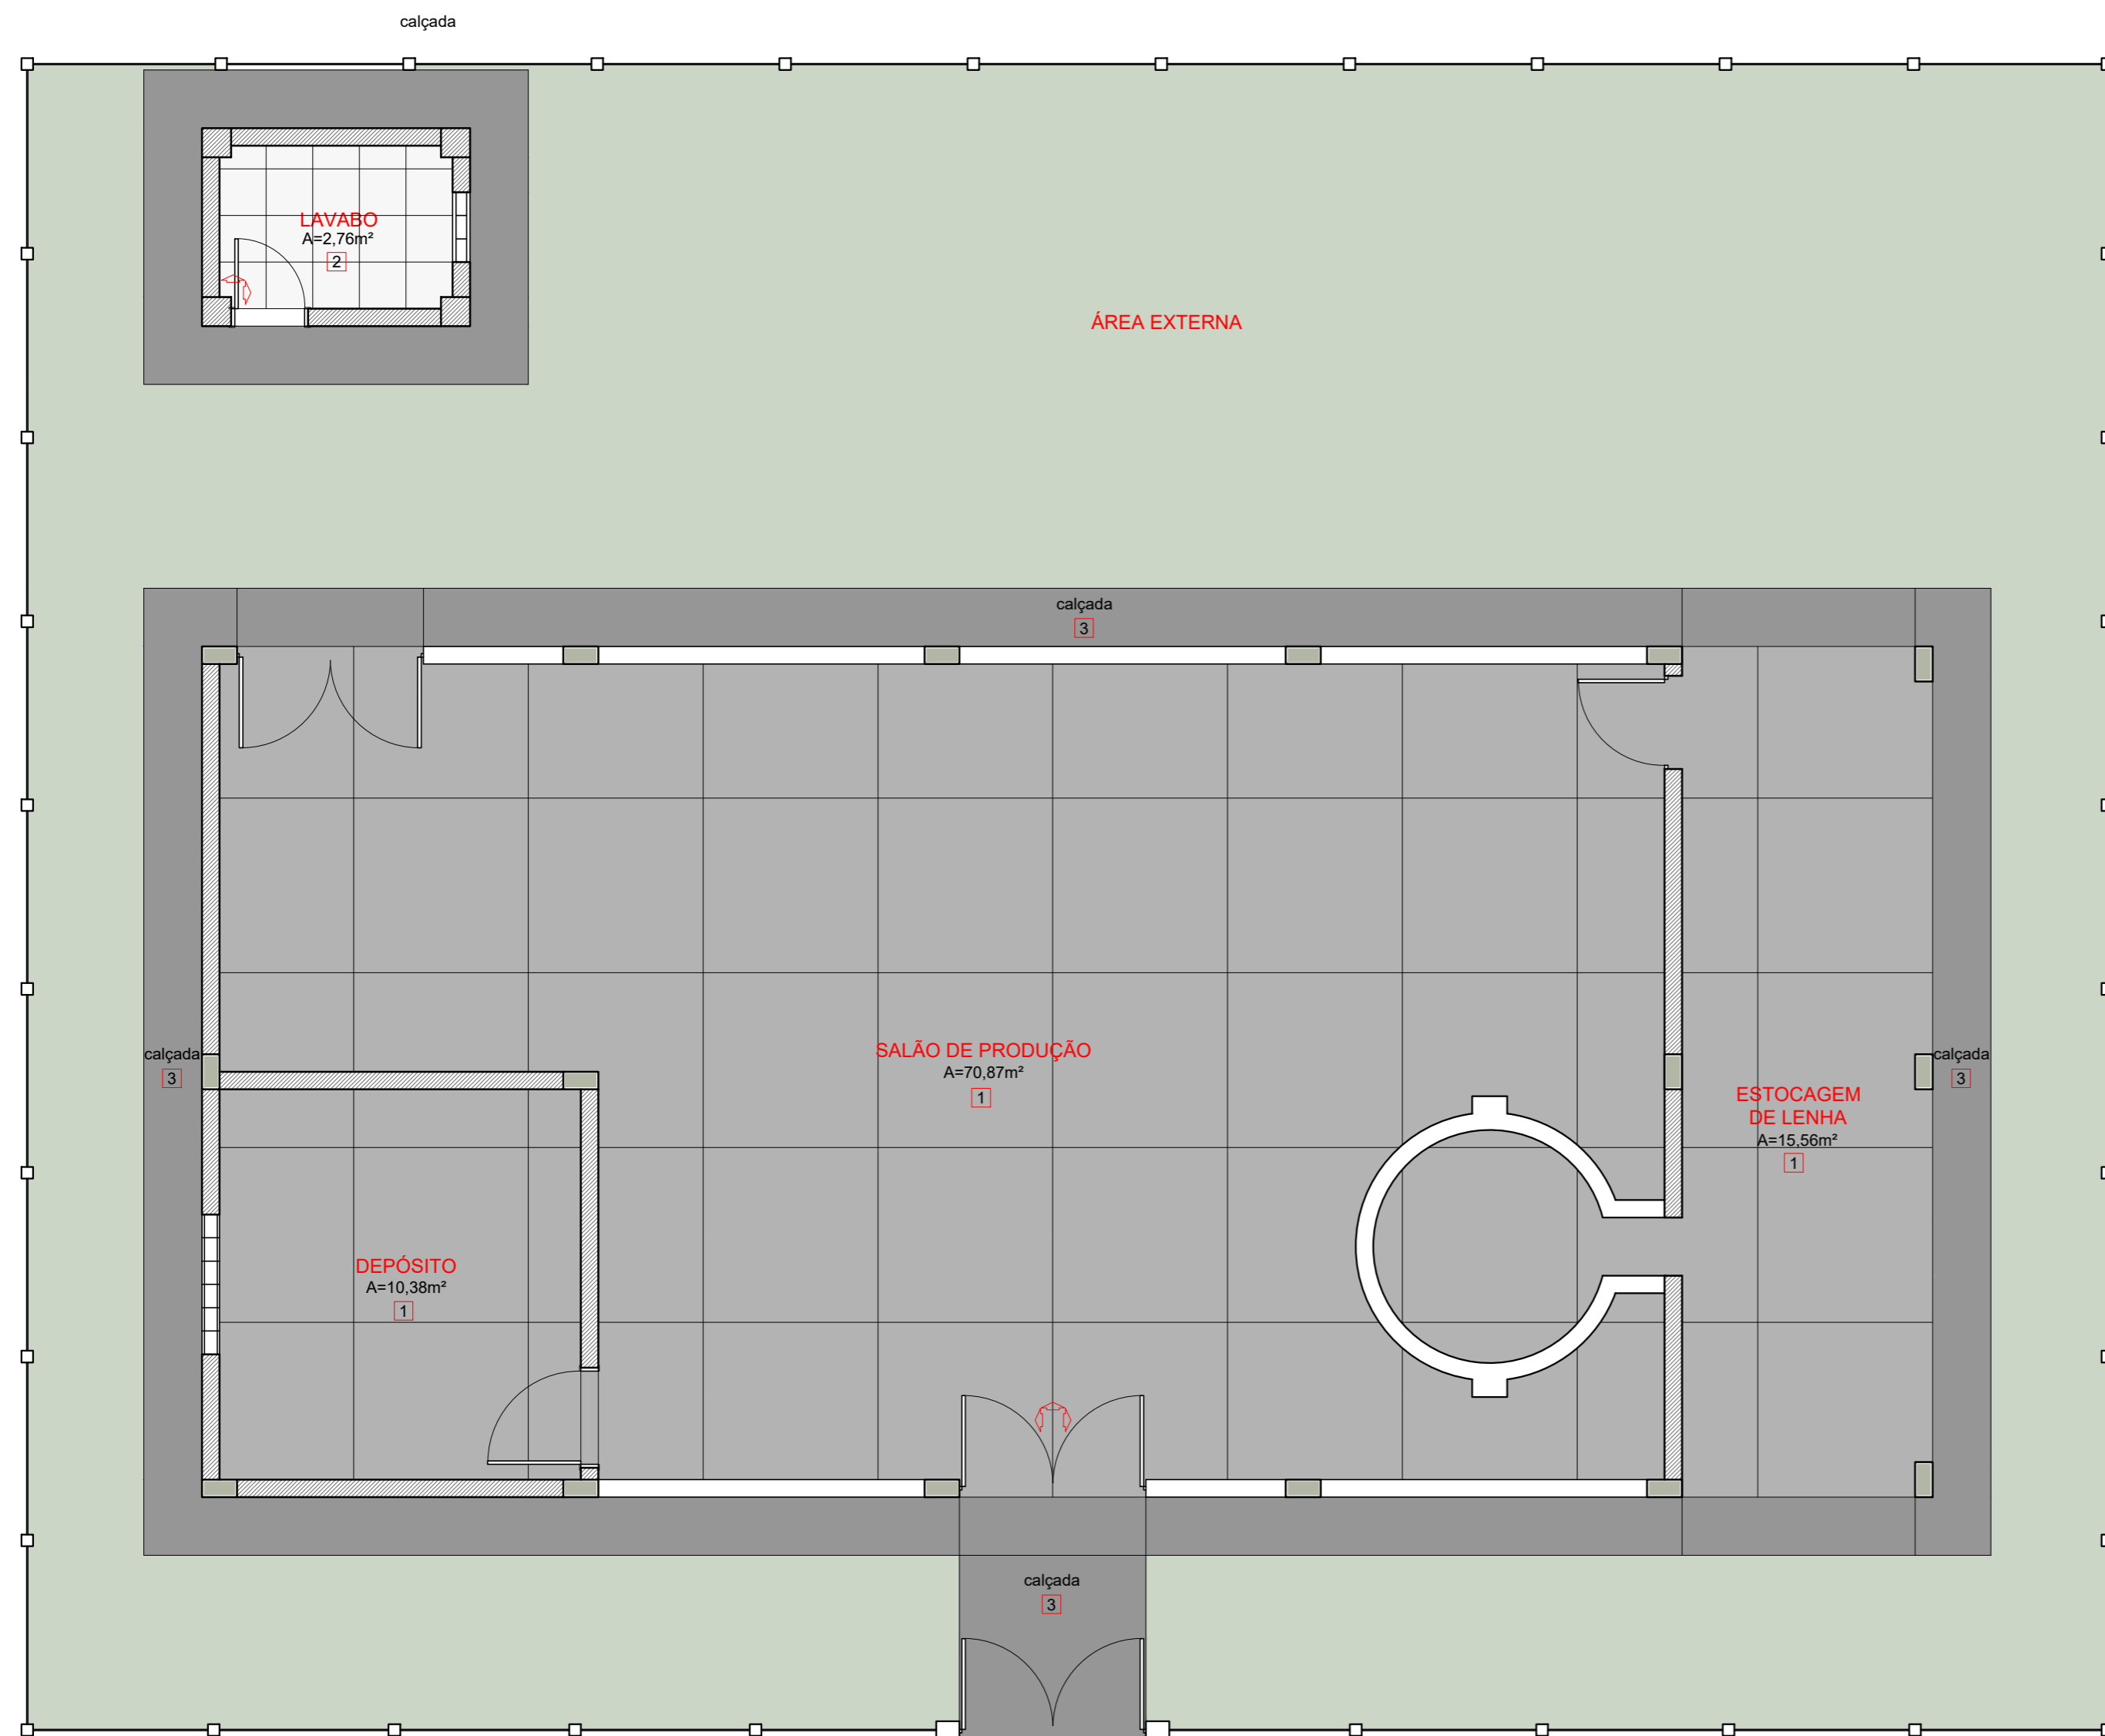 calçada
LAVABO
A=2,76m²
2
ÁREA EXTERNA
calçada
3
calçada
3
SALÃO DE PRODUÇÃO
A=70,87m²
1
calçada
3
ESTOCAGEM
DE LENHA
A=15,56m²
1
DEPÓSITO
A=10,38m²
1
calçada
3